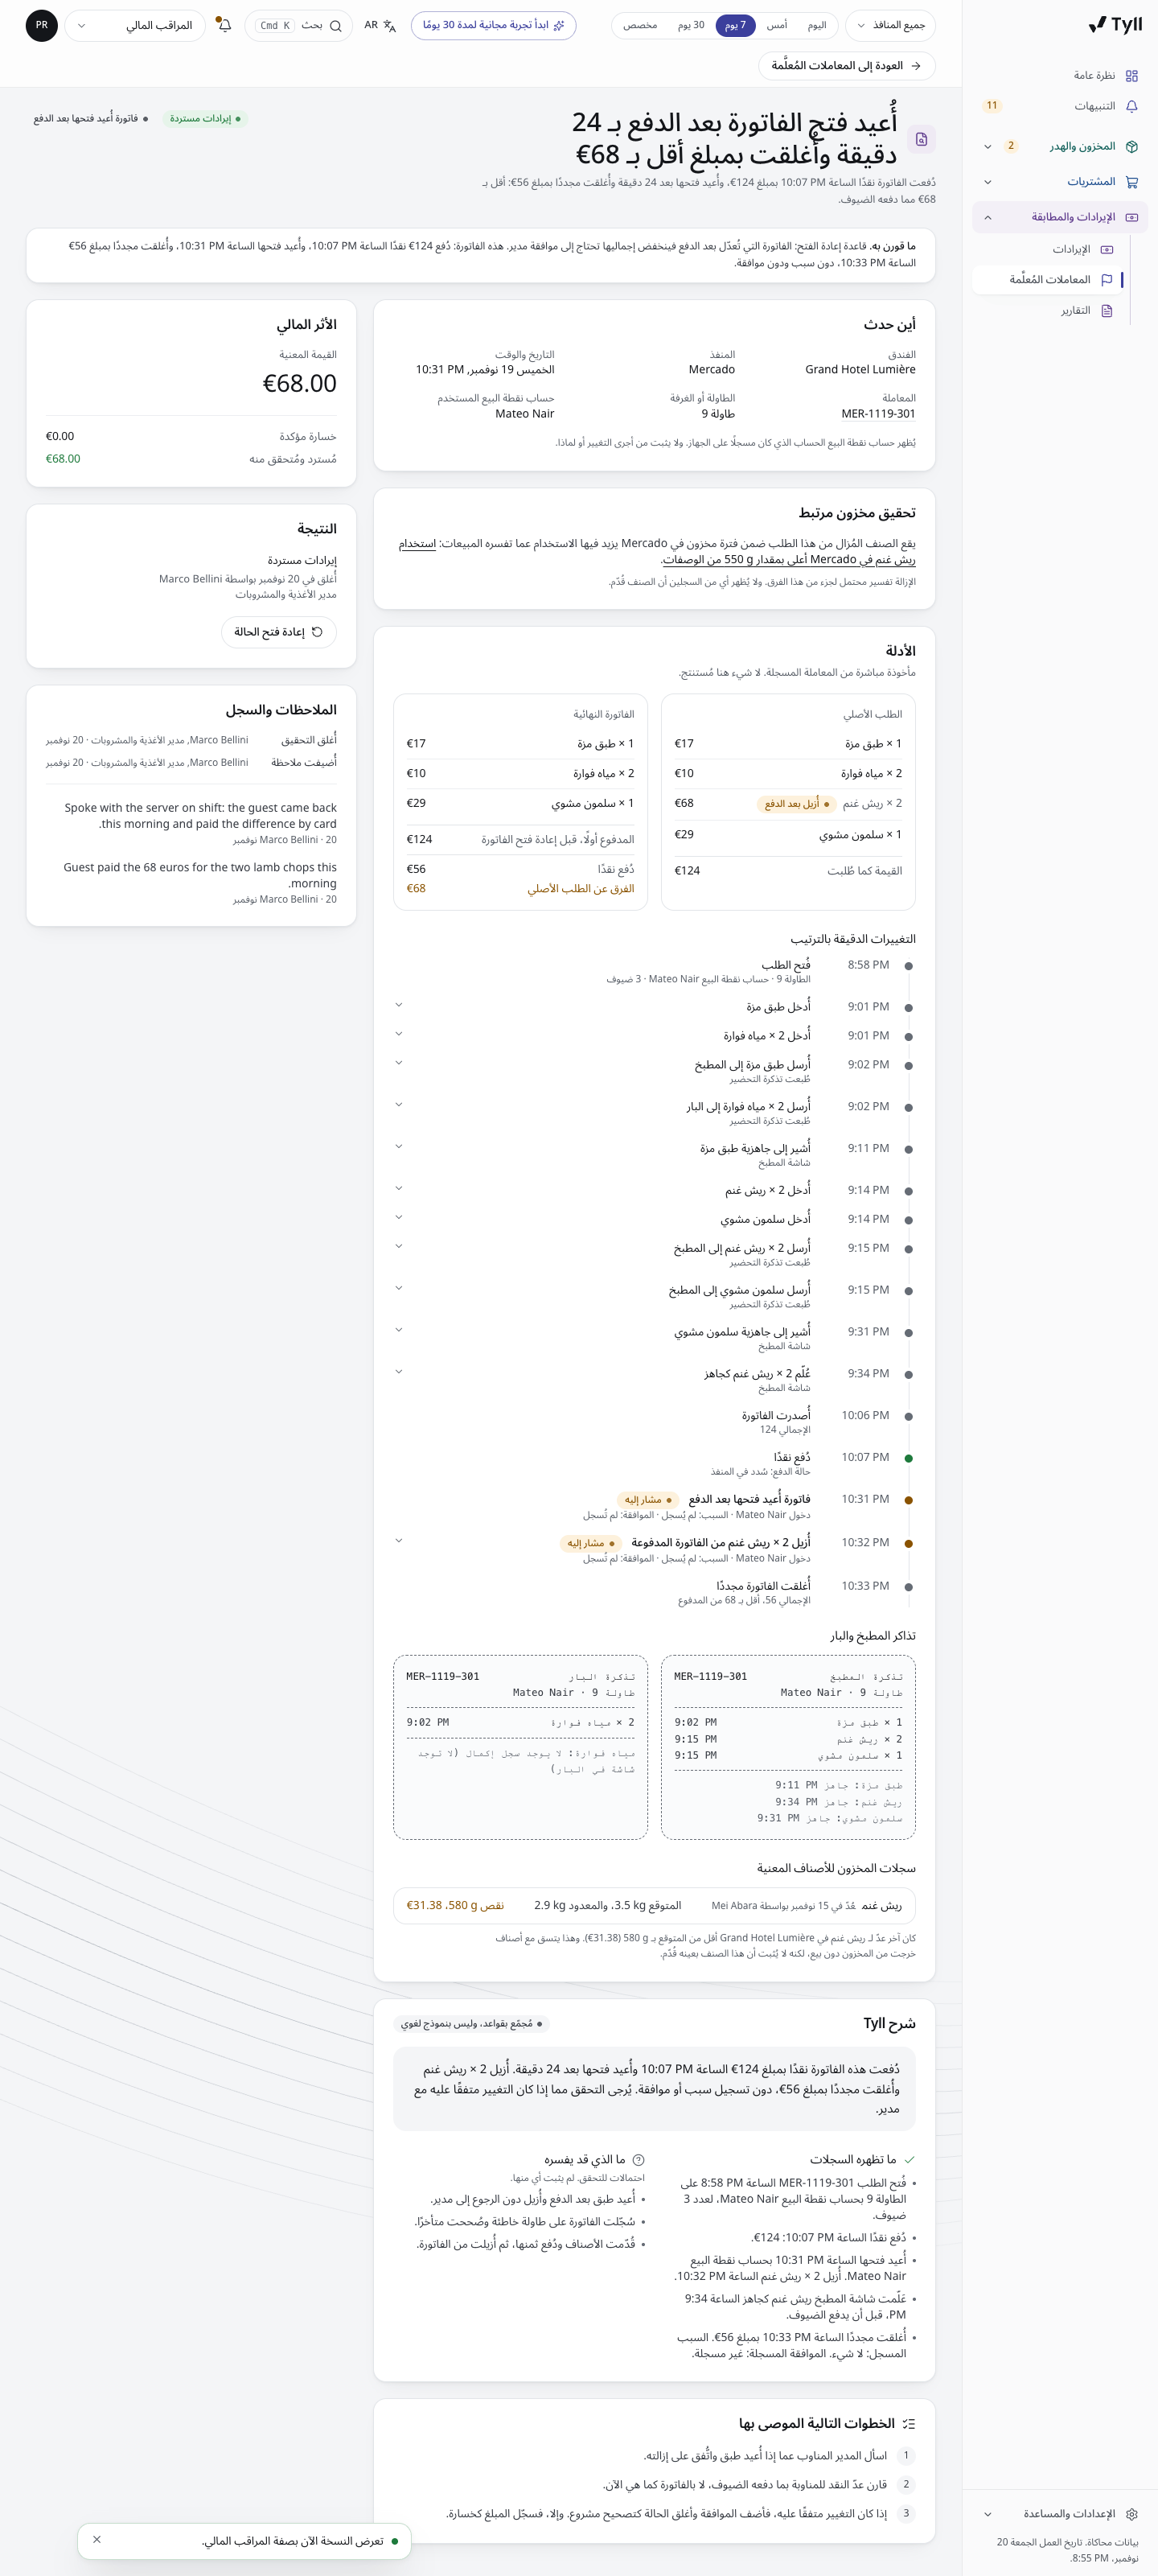 Tyll
نظرة عامة
التنبيهات
11
المخزون والهدر
2
المشتريات
الإيرادات والمطابقة
الإيرادات
المعاملات المُعلَّمة
التقارير
الإعدادات والمساعدة
بيانات محاكاة. تاريخ العمل الجمعة 20
نوفمبر، 8:55 PM.
جميع المنافذ
اليوم
أمس
7 يوم
30 يوم
مخصص
ابدأ تجربة مجانية لمدة 30 يومًا
AR
بحث
Cmd K
المراقب المالي
PR
العودة إلى المعاملات المُعلَّمة
أُعيد فتح الفاتورة بعد الدفع بـ 24
دقيقة وأُغلقت بمبلغ أقل بـ €68
إيرادات مستردة
فاتورة أُعيد فتحها بعد الدفع
دُفعت الفاتورة نقدًا الساعة 10:07 PM بمبلغ €124، وأُعيد فتحها بعد 24 دقيقة وأُغلقت مجددًا بمبلغ €56: أقل بـ
€68 مما دفعه الضيوف.
ما قورن به. قاعدة إعادة الفتح: الفاتورة التي تُعدّل بعد الدفع فينخفض إجماليها تحتاج إلى موافقة مدير. هذه الفاتورة: دُفع €124 نقدًا الساعة 10:07 PM، وأُعيد فتحها الساعة 10:31 PM، وأُغلقت مجددًا بمبلغ €56
الساعة 10:33 PM، دون سبب ودون موافقة.
أين حدث
الفندق
Grand Hotel Lumière
المنفذ
Mercado
التاريخ والوقت
الخميس 19 نوفمبر, 10:31 PM
المعاملة
MER-1119-301
الطاولة أو الغرفة
طاولة 9
حساب نقطة البيع المستخدم
Mateo Nair
يُظهر حساب نقطة البيع الحساب الذي كان مسجلًا على الجهاز. ولا يثبت من أجرى التغيير أو لماذا.
الأثر المالي
القيمة المعنية
€68.00
خسارة مؤكدة
€0.00
مُسترد ومُتحقق منه
€68.00
النتيجة
إيرادات مستردة
أُغلق في 20 نوفمبر بواسطة Marco Bellini
مدير الأغذية والمشروبات
إعادة فتح الحالة
الملاحظات والسجل
أُغلق التحقيق
Marco Bellini, مدير الأغذية والمشروبات · 20 نوفمبر
أُضيفت ملاحظة
Marco Bellini, مدير الأغذية والمشروبات · 20 نوفمبر
Spoke with the server on shift: the guest came back
this morning and paid the difference by card.
Marco Bellini · 20 نوفمبر
Guest paid the 68 euros for the two lamb chops this
morning.
Marco Bellini · 20 نوفمبر
تحقيق مخزون مرتبط
يقع الصنف المُزال من هذا الطلب ضمن فترة مخزون في Mercado يزيد فيها الاستخدام عما تفسره المبيعات: استخدام
ريش غنم في Mercado أعلى بمقدار 550 g من الوصفات.
الإزالة تفسير محتمل لجزء من هذا الفرق. ولا يُظهر أي من السجلين أن الصنف قُدّم.
الأدلة
مأخوذة مباشرة من المعاملة المسجلة. لا شيء هنا مُستنتج.
الطلب الأصلي
1 × طبق مزة
€17
2 × مياه فوارة
€10
2 × ريش غنم
أُزيل بعد الدفع
€68
1 × سلمون مشوي
€29
القيمة كما طُلبت
€124
الفاتورة النهائية
1 × طبق مزة
€17
2 × مياه فوارة
€10
1 × سلمون مشوي
€29
المدفوع أولًا، قبل إعادة فتح الفاتورة
€124
دُفع نقدًا
€56
الفرق عن الطلب الأصلي
€68
التغييرات الدقيقة بالترتيب
8:58 PM
فُتح الطلب
الطاولة 9 · حساب نقطة البيع Mateo Nair · 3 ضيوف
9:01 PM
أُدخل طبق مزة
9:01 PM
أُدخل 2 × مياه فوارة
9:02 PM
أُرسل طبق مزة إلى المطبخ
طُبعت تذكرة التحضير
9:02 PM
أُرسل 2 × مياه فوارة إلى البار
طُبعت تذكرة التحضير
9:11 PM
أُشير إلى جاهزية طبق مزة
شاشة المطبخ
9:14 PM
أُدخل 2 × ريش غنم
9:14 PM
أُدخل سلمون مشوي
9:15 PM
أُرسل 2 × ريش غنم إلى المطبخ
طُبعت تذكرة التحضير
9:15 PM
أُرسل سلمون مشوي إلى المطبخ
طُبعت تذكرة التحضير
9:31 PM
أُشير إلى جاهزية سلمون مشوي
شاشة المطبخ
9:34 PM
عُلّم 2 × ريش غنم كجاهز
شاشة المطبخ
10:06 PM
أُصدرت الفاتورة
الإجمالي 124
10:07 PM
دُفع نقدًا
حالة الدفع: سُدد في المنفذ
10:31 PM
فاتورة أُعيد فتحها بعد الدفع
مشار إليه
دخول Mateo Nair · السبب: لم يُسجل · الموافقة: لم تُسجل
10:32 PM
أُزيل 2 × ريش غنم من الفاتورة المدفوعة
مشار إليه
دخول Mateo Nair · السبب: لم يُسجل · الموافقة: لم تُسجل
10:33 PM
أُغلقت الفاتورة مجددًا
الإجمالي 56، أقل بـ 68 من المدفوع
تذاكر المطبخ والبار
تذكرة المطبخ
MER-1119-301
طاولة 9 · Mateo Nair
1 × طبق مزة
9:02 PM
2 × ريش غنم
9:15 PM
1 × سلمون مشوي
9:15 PM
طبق مزة: جاهز 9:11 PM
ريش غنم: جاهز 9:34 PM
سلمون مشوي: جاهز 9:31 PM
تذكرة البار
MER-1119-301
طاولة 9 · Mateo Nair
2 × مياه فوارة
9:02 PM
مياه فوارة: لا يوجد سجل إكمال (لا توجد
شاشة في البار)
سجلات المخزون للأصناف المعنية
ريش غنم
عُدّ في 15 نوفمبر بواسطة Mei Abara
المتوقع 3.5 kg، والمعدود 2.9 kg
نقص 580 g، €31.38
كان آخر عدّ لـ ريش غنم في Grand Hotel Lumière أقل من المتوقع بـ 580 g (€31.38). وهذا يتسق مع أصناف
خرجت من المخزون دون بيع، لكنه لا يُثبت أن هذا الصنف بعينه قُدّم.
شرح Tyll
مُجمّع بقواعد، وليس بنموذج لغوي
دُفعت هذه الفاتورة نقدًا بمبلغ €124 الساعة 10:07 PM وأُعيد فتحها بعد 24 دقيقة. أُزيل 2 × ريش غنم
وأُغلقت مجددًا بمبلغ €56، دون تسجيل سبب أو موافقة. يُرجى التحقق مما إذا كان التغيير متفقًا عليه مع
مدير.
ما تظهره السجلات
فُتح الطلب MER-1119-301 الساعة 8:58 PM على
الطاولة 9 بحساب نقطة البيع Mateo Nair، لعدد 3
ضيوف.
دُفع نقدًا الساعة 10:07 PM: €124.
أُعيد فتحها الساعة 10:31 PM بحساب نقطة البيع
Mateo Nair. أُزيل 2 × ريش غنم الساعة 10:32 PM.
عَلّمت شاشة المطبخ ريش غنم كجاهز الساعة 9:34
PM، قبل أن يدفع الضيوف.
أُغلقت مجددًا الساعة 10:33 PM بمبلغ €56. السبب
المسجل: لا شيء. الموافقة المسجلة: غير مسجلة.
ما الذي قد يفسره
احتمالات للتحقق. لم يثبت أي منها.
أُعيد طبق بعد الدفع وأُزيل دون الرجوع إلى مدير.
سُجّلت الفاتورة على طاولة خاطئة وصُححت متأخرًا.
قُدّمت الأصناف ودُفع ثمنها، ثم أُزيلت من الفاتورة.
الخطوات التالية الموصى بها
1
اسأل المدير المناوب عما إذا أُعيد طبق واتُّفق على إزالته.
2
قارن عدّ النقد للمناوبة بما دفعه الضيوف، لا بالفاتورة كما هي الآن.
3
إذا كان التغيير متفقًا عليه، فأضف الموافقة وأغلق الحالة كتصحيح مشروع. وإلا، فسجّل المبلغ كخسارة.
تعرض النسخة الآن بصفة المراقب المالي.